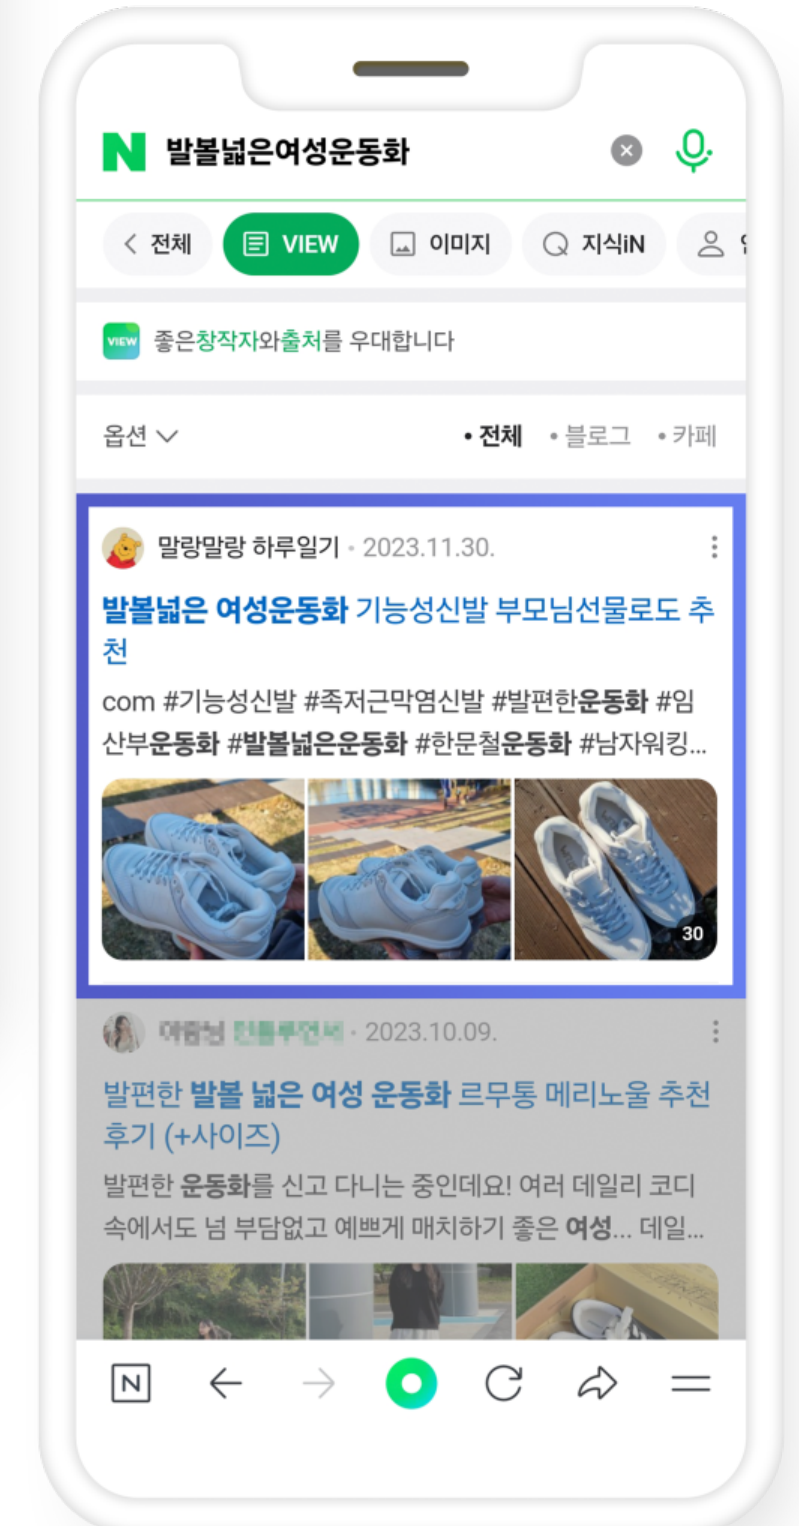 N 발볼넓은여성운동화
전체 VIEW 이미지 지식iN
VIEW 좋은창작자와출처를 우대합니다
옵션 • 전체 • 블로그 • 카페
말랑말랑 하루일기 · 2023.11.30.
발볼넓은 여성운동화 기능성신발 부모님선물로도 추
천
com #기능성신발 #족저근막염신발 #발편한운동화 #임
산부운동화 #발볼넓은운동화 #한문철운동화 #남자워킹...
30
· 2023.10.09.
발편한 발볼 넓은 여성 운동화 르무통 메리노울 추천
후기 (+사이즈)
발편한 운동화를 신고 다니는 중인데요! 여러 데일리 코디
속에서도 넘 부담없고 예쁘게 매치하기 좋은 여성... 데일...
N